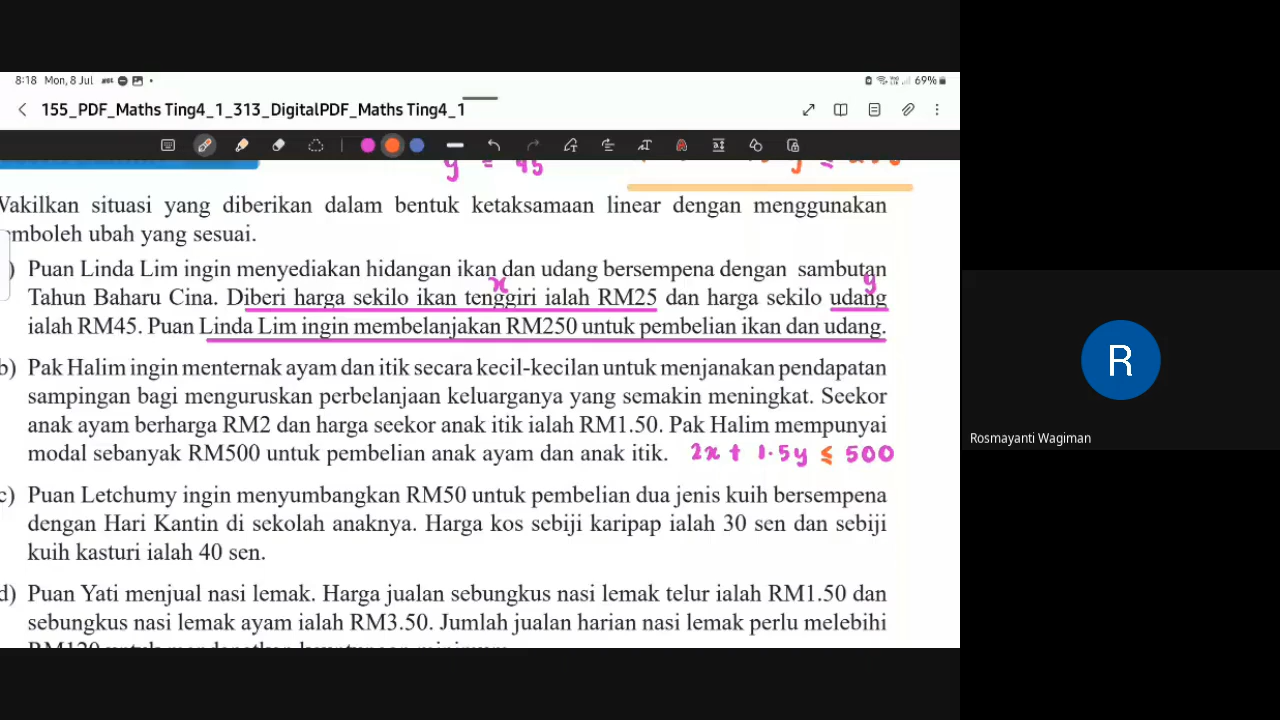 8:18 Mon, 8 Jul 69%
155_PDF_Maths Ting4_1_313_DigitalPDF_Maths Ting4_1
y = 45
Wakilkan situasi yang diberikan dalam bentuk ketaksamaan linear dengan menggunakan
emboleh ubah yang sesuai.
) Puan Linda Lim ingin menyediakan hidangan ikan dan udang bersempena dengan sambutan
x y
Tahun Baharu Cina. Diberi harga sekilo ikan tenggiri ialah RM25 dan harga sekilo udang
ialah RM45. Puan Linda Lim ingin membelanjakan RM250 untuk pembelian ikan dan udang.
b) Pak Halim ingin menternak ayam dan itik secara kecil-kecilan untuk menjanakan pendapatan
sampingan bagi menguruskan perbelanjaan keluarganya yang semakin meningkat. Seekor
anak ayam berharga RM2 dan harga seekor anak itik ialah RM1.50. Pak Halim mempunyai
modal sebanyak RM500 untuk pembelian anak ayam dan anak itik. 2x + 1.5y ≤ 500
c) Puan Letchumy ingin menyumbangkan RM50 untuk pembelian dua jenis kuih bersempena
dengan Hari Kantin di sekolah anaknya. Harga kos sebiji karipap ialah 30 sen dan sebiji
kuih kasturi ialah 40 sen.
d) Puan Yati menjual nasi lemak. Harga jualan sebungkus nasi lemak telur ialah RM1.50 dan
sebungkus nasi lemak ayam ialah RM3.50. Jumlah jualan harian nasi lemak perlu melebihi
RM120 untuk mendapatkan keuntungan minimum.
R
Rosmayanti Wagiman